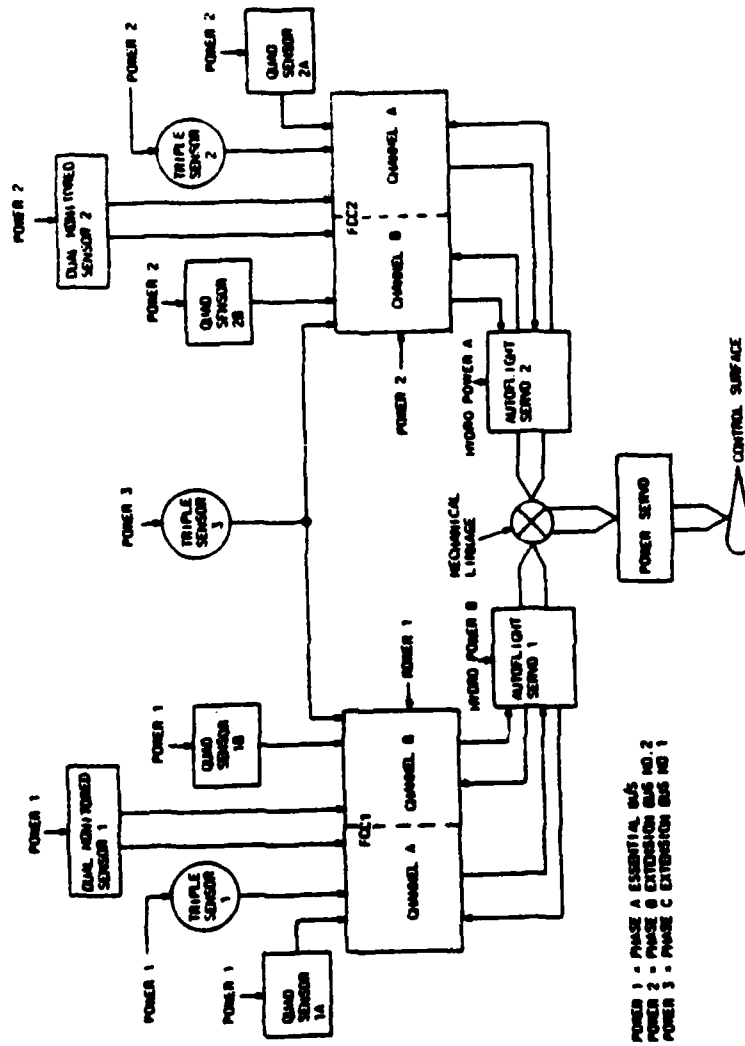 POWER 1
DUAL MONITORED
SENSOR 1
POWER 1
TRIPLE
SENSOR
1
POWER 1
QUAD
SENSOR
1A
POWER 1
QUAD
SENSOR
1B
POWER 3
TRIPLE
SENSOR
3
POWER 2
DUAL MONITORED
SENSOR 2
POWER 2
QUAD
SENSOR
2B
POWER 2
TRIPLE
SENSOR
2
POWER 2
QUAD
SENSOR
2A
FCC1
CHANNEL A
CHANNEL B
POWER 1
FCC2
CHANNEL B
CHANNEL A
POWER 2
HYDRO POWER B
AUTOFLIGHT
SERVO 1
MECHANICAL
LINKAGE
HYDRO POWER A
AUTOFLIGHT
SERVO 2
POWER SERVO
CONTROL SURFACE
POWER 1 = PHASE A ESSENTIAL BUS
POWER 2 = PHASE B EXTENSION BUS NO.2
POWER 3 = PHASE C EXTENSION BUS NO 1